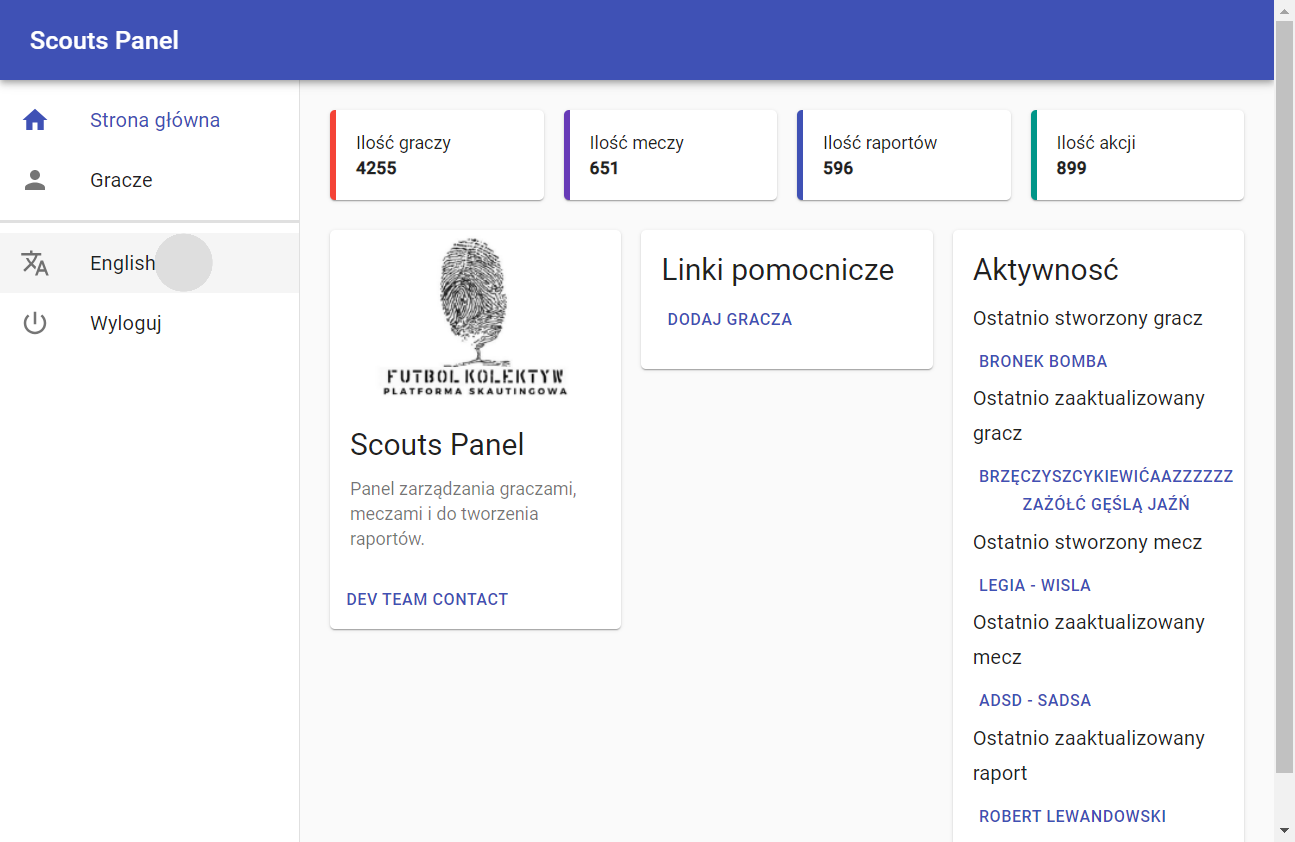 Scouts Panel
Strona główna
Gracze
English
Wyloguj
Ilość graczy
4255
Ilość meczy
651
Ilość raportów
596
Ilość akcji
899
FUTBOL KOLEKTYW
PLATFORMA SKAUTINGOWA
Scouts Panel
Panel zarządzania graczami,
meczami i do tworzenia
raportów.
DEV TEAM CONTACT
Linki pomocnicze
DODAJ GRACZA
Aktywnosć
Ostatnio stworzony gracz
BRONEK BOMBA
Ostatnio zaaktualizowany
gracz
BRZĘCZYSZCYKIEWIĆAAZZZZZZ
ZAŻÓŁĆ GĘŚLĄ JAŹŃ
Ostatnio stworzony mecz
LEGIA - WISLA
Ostatnio zaaktualizowany
mecz
ADSD - SADSA
Ostatnio zaaktualizowany
raport
ROBERT LEWANDOWSKI